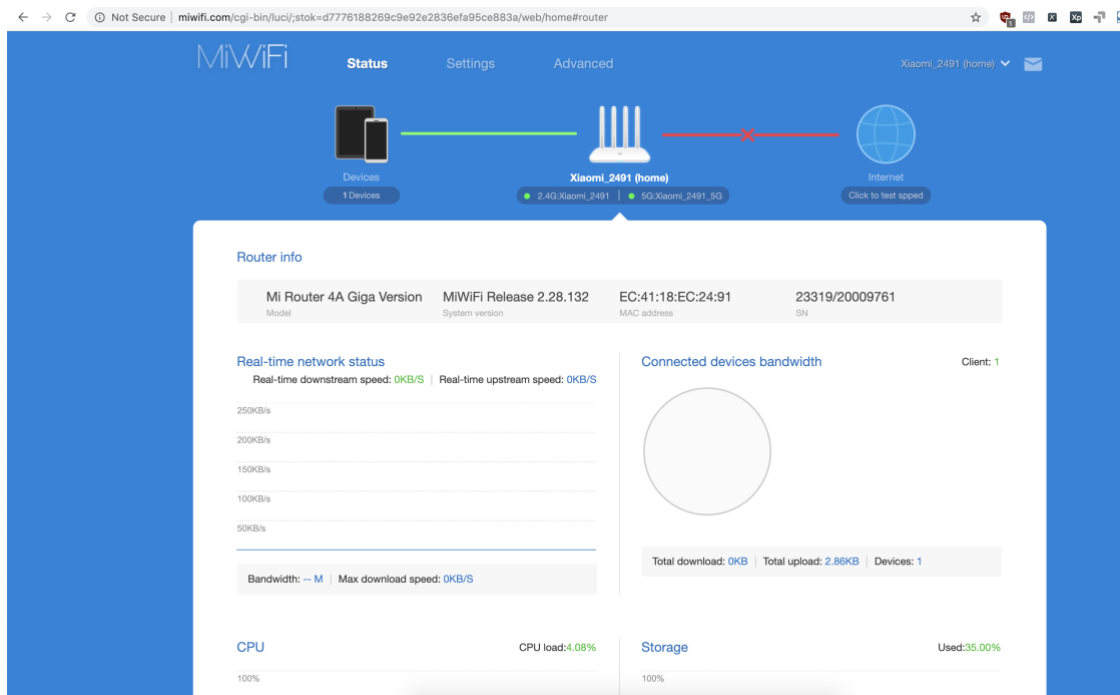 Not Secure | miwifi.com/cgi-bin/luci/;stok=d7776188269c9e92e2836efa95ce883a/web/home#router
MiWiFi Status Settings Advanced Xiaomi_2491 (home)
Devices Xiaomi_2491 (home) Internet
1 Devices 2.4G:Xiaomi_2491 | 5G:Xiaomi_2491_5G Click to test spped
Router info
Mi Router 4A Giga Version MiWiFi Release 2.28.132 EC:41:18:EC:24:91 23319/20009761
Model System version MAC address SN
Real-time network status
Real-time downstream speed: 0KB/S | Real-time upstream speed: 0KB/S
250KB/s
200KB/s
150KB/s
100KB/s
50KB/s
Bandwidth: -- M | Max download speed: 0KB/S
Connected devices bandwidth Client: 1
Total download: 0KB | Total upload: 2.86KB | Devices: 1
CPU CPU load:4.08%
100%
Storage Used:35.00%
100%